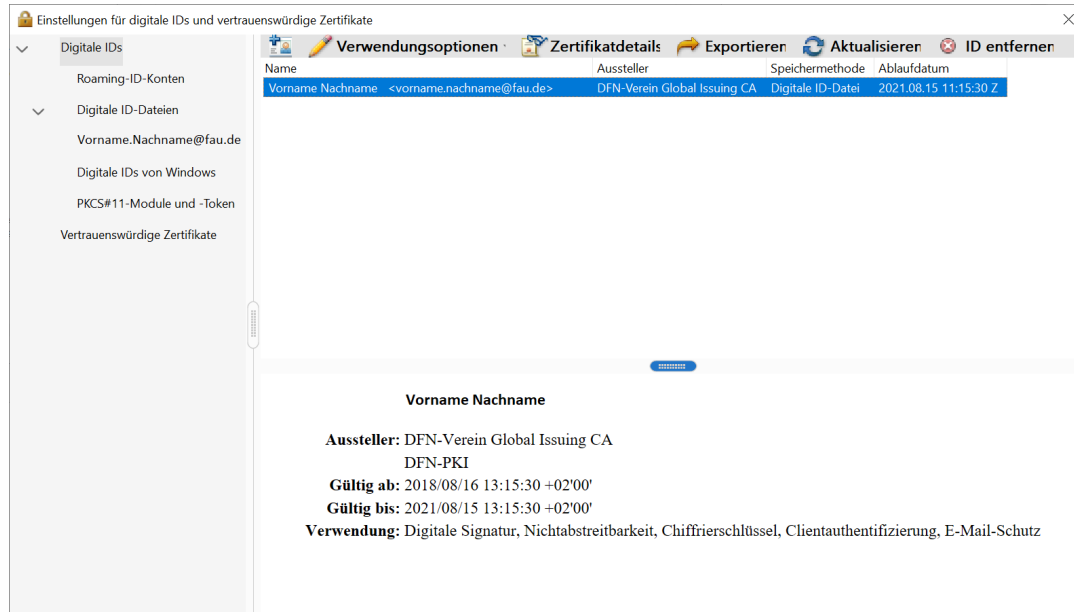 Einstellungen für digitale IDs und vertrauenswürdige Zertifikate
Digitale IDs
Roaming-ID-Konten
Digitale ID-Dateien
Vorname.Nachname@fau.de
Digitale IDs von Windows
PKCS#11-Module und -Token
Vertrauenswürdige Zertifikate
Verwendungsoptionen Zertifikatdetails Exportieren Aktualisieren ID entfernen
Name Aussteller Speichermethode Ablaufdatum
Vorname Nachname <vorname.nachname@fau.de> DFN-Verein Global Issuing CA Digitale ID-Datei 2021.08.15 11:15:30 Z
Vorname Nachname
Aussteller: DFN-Verein Global Issuing CA
DFN-PKI
Gültig ab: 2018/08/16 13:15:30 +02'00'
Gültig bis: 2021/08/15 13:15:30 +02'00'
Verwendung: Digitale Signatur, Nichtabstreitbarkeit, Chiffrierschlüssel, Clientauthentifizierung, E-Mail-Schutz